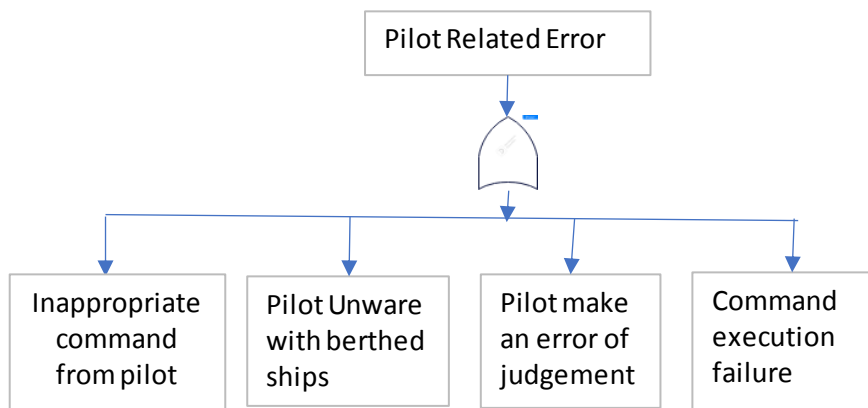 Pilot Related Error
Inappropriate
command
from pilot
Pilot Unware
with berthed
ships
Pilot make
an error of
judgement
Command
execution
failure